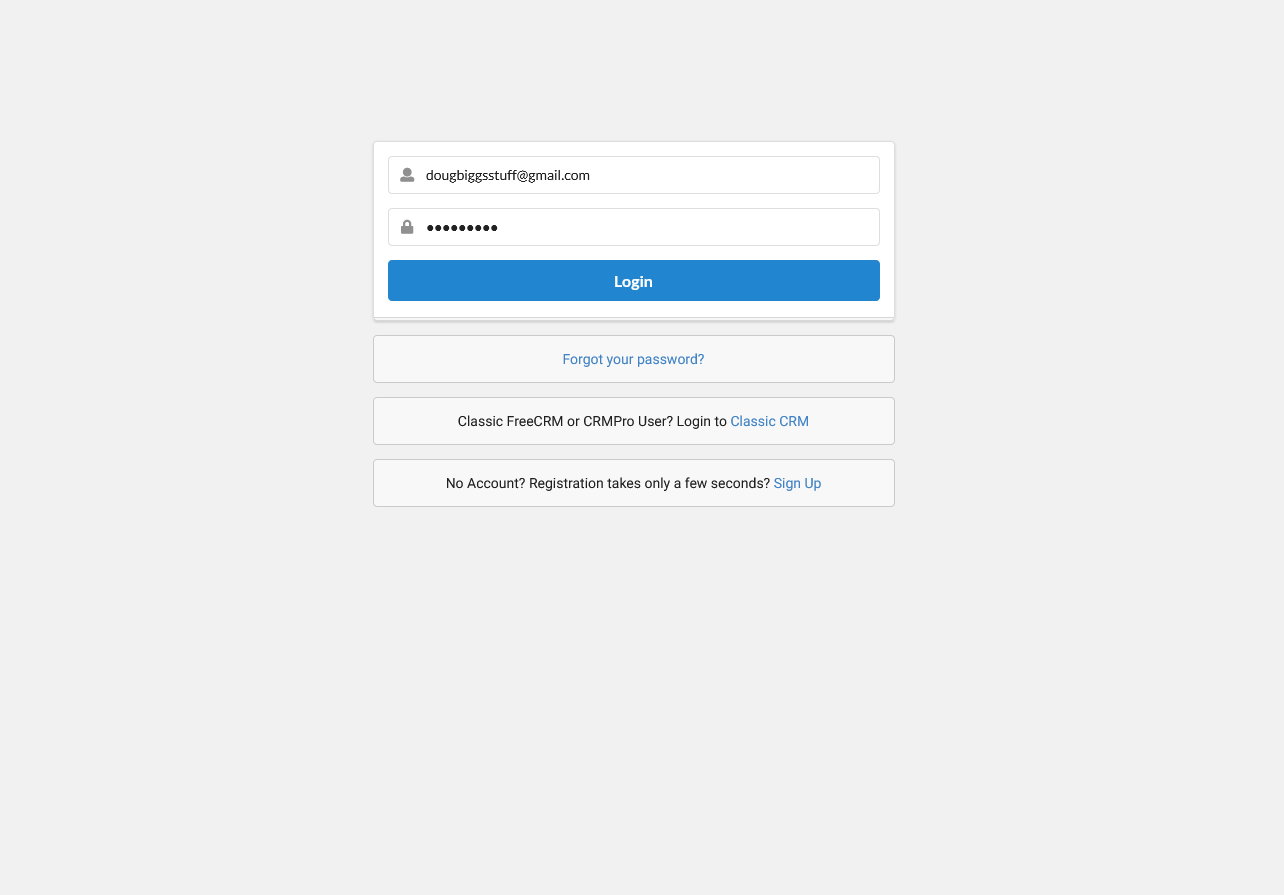 dougbiggsstuff@gmail.com
•••••••••
Login
Forgot your password?
Classic FreeCRM or CRMPro User? Login to Classic CRM
No Account? Registration takes only a few seconds? Sign Up